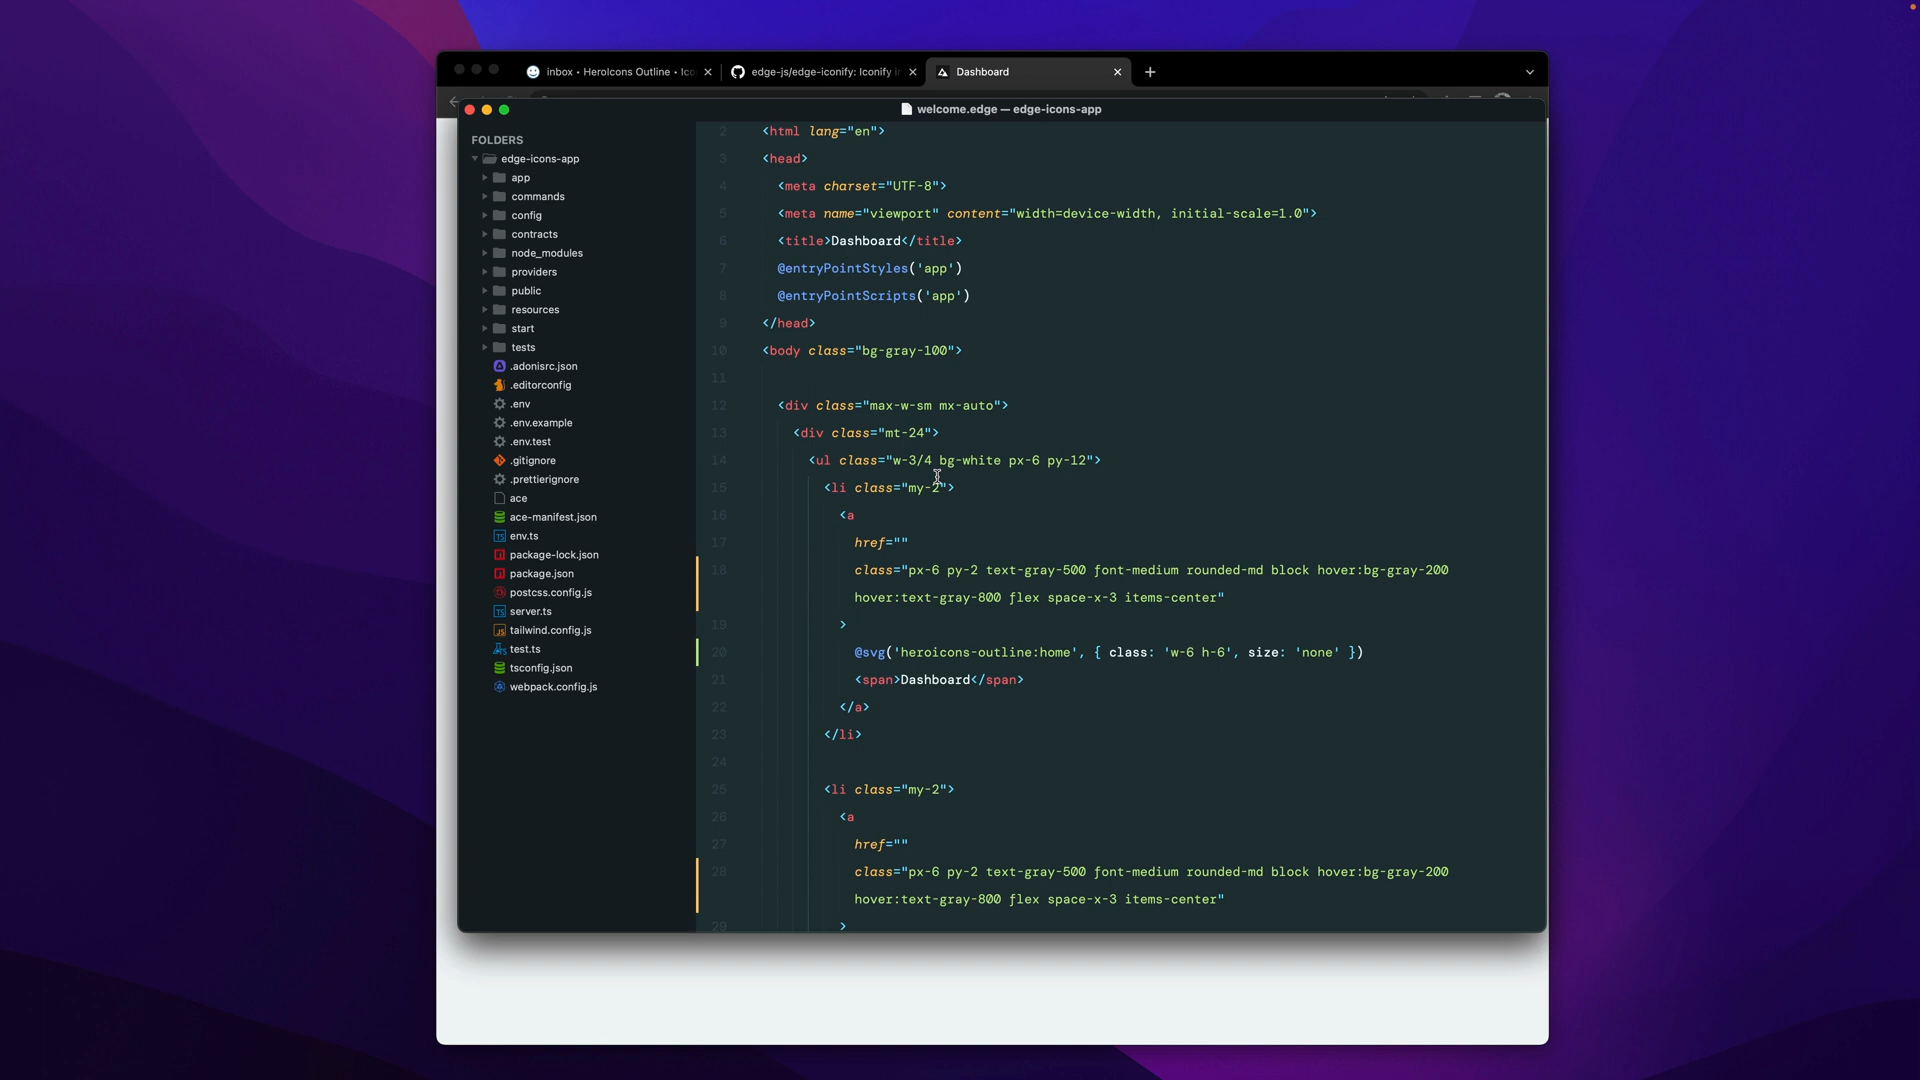 inbox • HeroIcons Outline • Ico
edge-js/edge-iconify: Iconify in
Dashboard
welcome.edge — edge-icons-app
FOLDERS
edge-icons-app
app
commands
config
contracts
node_modules
providers
public
resources
start
tests
.adonisrc.json
.editorconfig
.env
.env.example
.env.test
.gitignore
.prettierignore
ace
ace-manifest.json
env.ts
package-lock.json
package.json
postcss.config.js
server.ts
tailwind.config.js
test.ts
tsconfig.json
webpack.config.js
2 <html lang="en">
3 <head>
4 <meta charset="UTF-8">
5 <meta name="viewport" content="width=device-width, initial-scale=1.0">
6 <title>Dashboard</title>
7 @entryPointStyles('app')
8 @entryPointScripts('app')
9 </head>
10 <body class="bg-gray-100">
11
12 <div class="max-w-sm mx-auto">
13 <div class="mt-24">
14 <ul class="w-3/4 bg-white px-6 py-12">
15 <li class="my-2">
16 <a
17 href=""
18 class="px-6 py-2 text-gray-500 font-medium rounded-md block hover:bg-gray-200
hover:text-gray-800 flex space-x-3 items-center"
19 >
20 @svg('heroicons-outline:home', { class: 'w-6 h-6', size: 'none' })
21 <span>Dashboard</span>
22 </a>
23 </li>
24
25 <li class="my-2">
26 <a
27 href=""
28 class="px-6 py-2 text-gray-500 font-medium rounded-md block hover:bg-gray-200
hover:text-gray-800 flex space-x-3 items-center"
29 >